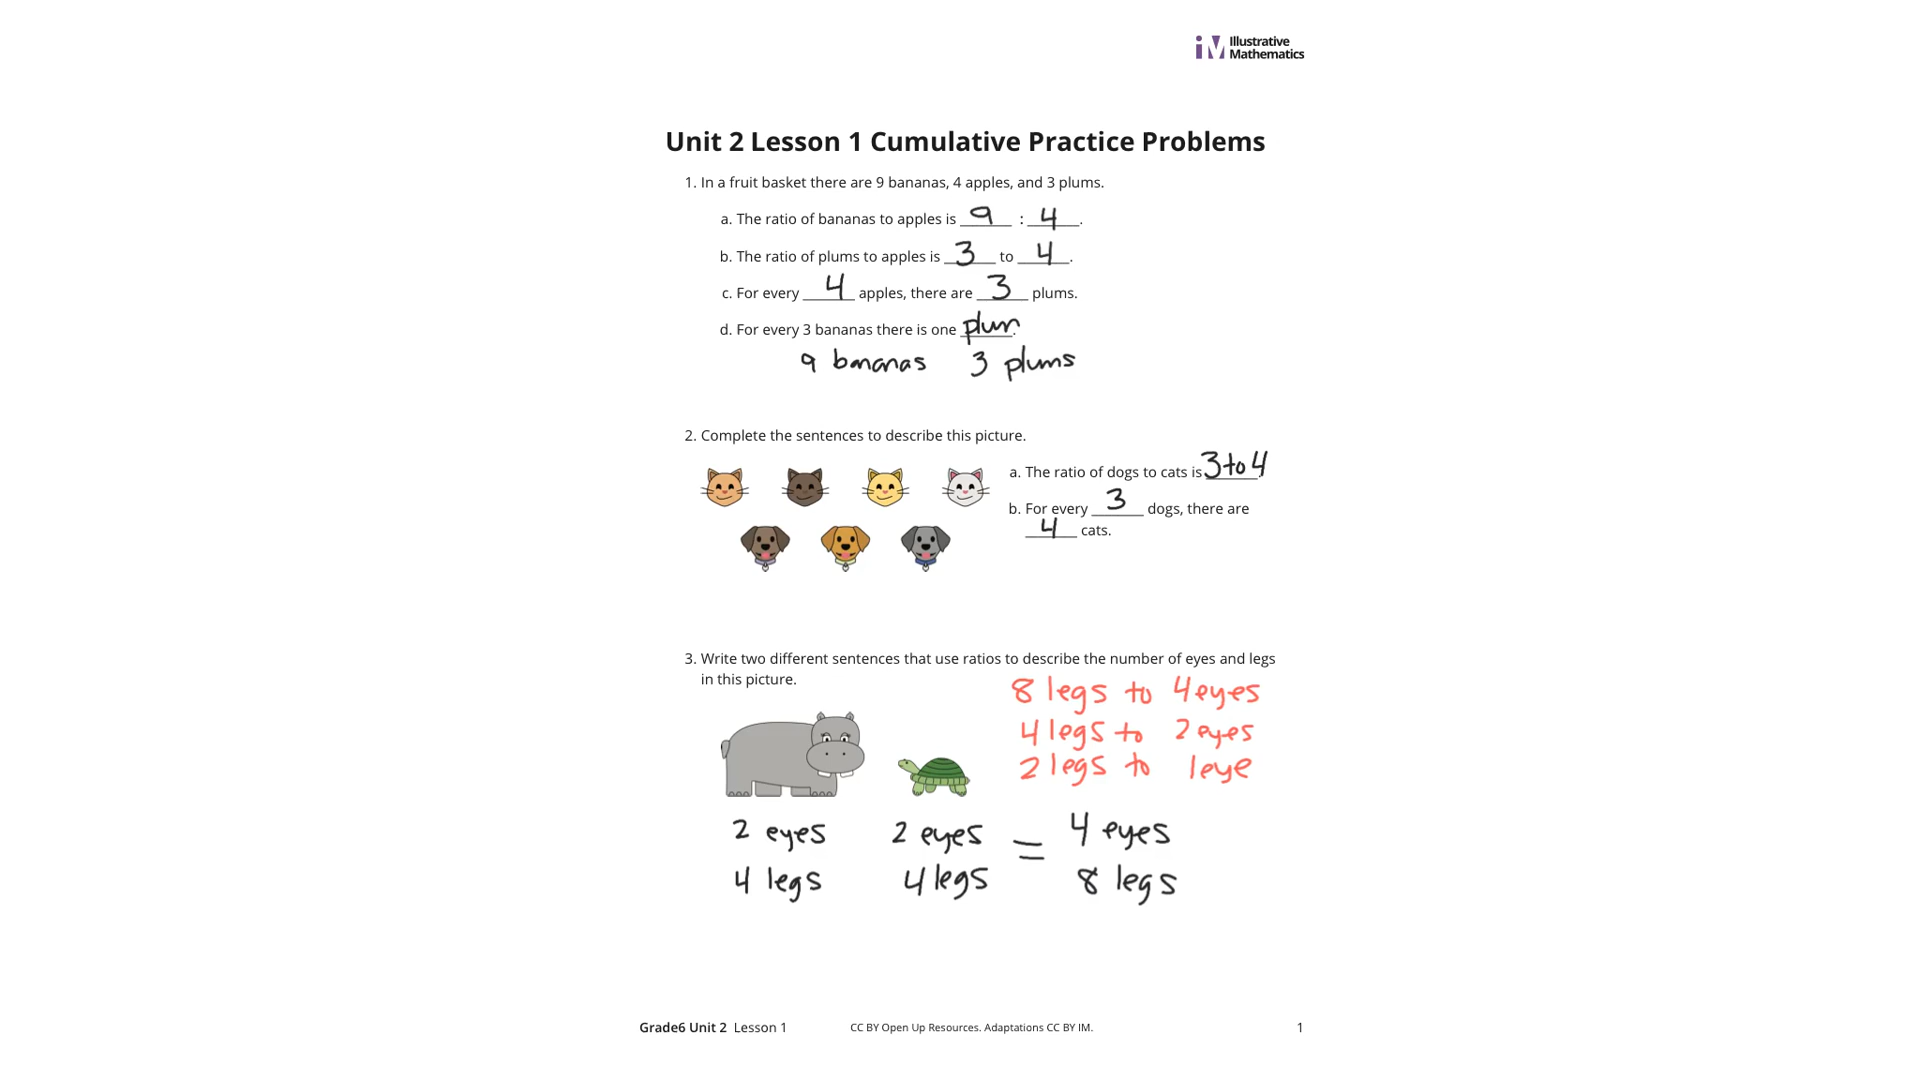 Illustrative
Mathematics
Unit 2 Lesson 1 Cumulative Practice Problems
1. In a fruit basket there are 9 bananas, 4 apples, and 3 plums.
a. The ratio of bananas to apples is 9 : 4.
b. The ratio of plums to apples is 3 to 4.
c. For every 4 apples, there are 3 plums.
d. For every 3 bananas there is one plum.
9 bananas 3 plums
2. Complete the sentences to describe this picture.
a. The ratio of dogs to cats is 3 to 4.
b. For every 3 dogs, there are
4 cats.
3. Write two different sentences that use ratios to describe the number of eyes and legs
in this picture.
8 legs to 4 eyes
4 legs to 2 eyes
2 legs to 1 eye
2 eyes 2 eyes = 4 eyes
4 legs 4 legs 8 legs
Grade6 Unit 2 Lesson 1 CC BY Open Up Resources. Adaptations CC BY IM. 1